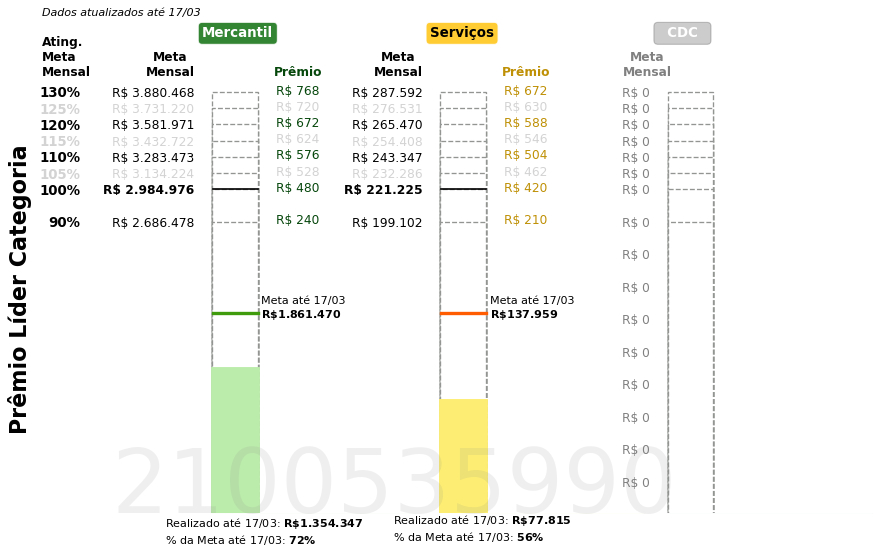 Dados atualizados até 17/03
Mercantil
Serviços
CDC
Ating.
Meta
Mensal
Meta
Mensal
Prêmio
Meta
Mensal
Prêmio
Meta
Mensal
130% R$ 3.880.468 R$ 768 R$ 287.592 R$ 672 R$ 0
125% R$ 3.731.220 R$ 720 R$ 276.531 R$ 630 R$ 0
120% R$ 3.581.971 R$ 672 R$ 265.470 R$ 588 R$ 0
115% R$ 3.432.722 R$ 624 R$ 254.408 R$ 546 R$ 0
110% R$ 3.283.473 R$ 576 R$ 243.347 R$ 504 R$ 0
105% R$ 3.134.224 R$ 528 R$ 232.286 R$ 462 R$ 0
100% R$ 2.984.976 R$ 480 R$ 221.225 R$ 420 R$ 0
90% R$ 2.686.478 R$ 240 R$ 199.102 R$ 210 R$ 0
R$ 0
R$ 0
R$ 0
R$ 0
R$ 0
R$ 0
R$ 0
R$ 0
Meta até 17/03
R$1.861.470
Meta até 17/03
R$137.959
Prêmio Líder Categoria
2100535990
Realizado até 17/03: R$1.354.347
% da Meta até 17/03: 72%
Realizado até 17/03: R$77.815
% da Meta até 17/03: 56%